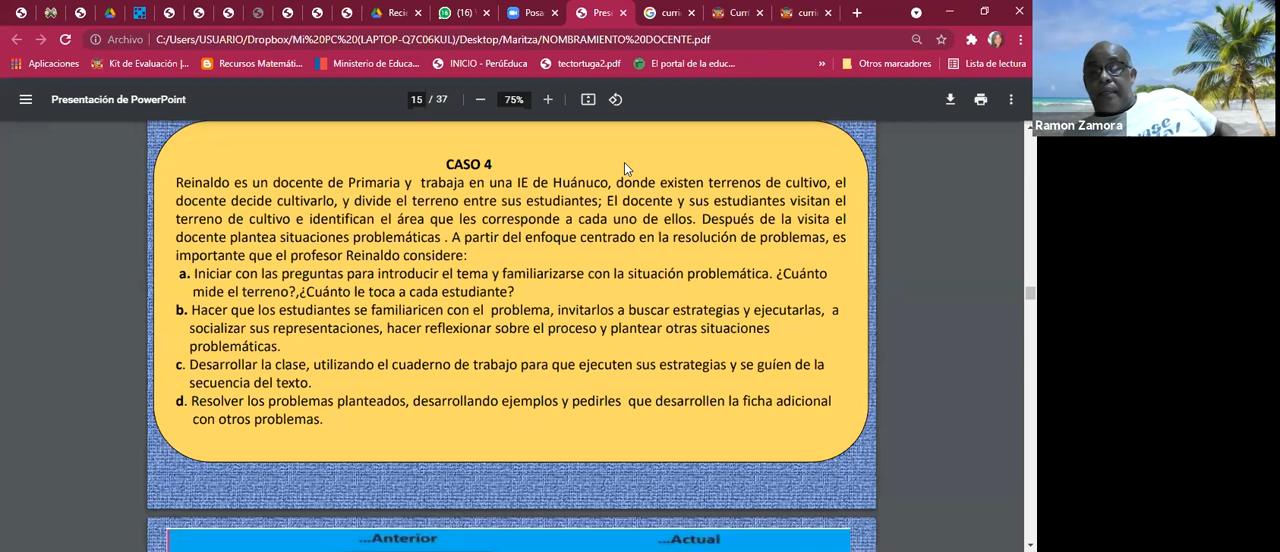 Recie
(16)
Posa
Pres
curri
Curri
curri
Archivo | C:/Users/USUARIO/Dropbox/Mi%20PC%20(LAPTOP-Q7C06KUL)/Desktop/Maritza/NOMBRAMIENTO%20DOCENTE.pdf
Aplicaciones
Kit de Evaluación |...
Recursos Matemáti...
Ministerio de Educa...
INICIO - PerúEduca
tectortuga2.pdf
El portal de la educ...
»
Otros marcadores
Lista de lectura
Presentación de PowerPoint
15 / 37
75%
Ramon Zamora
CASO 4
Reinaldo es un docente de Primaria y trabaja en una IE de Huánuco, donde existen terrenos de cultivo, el
docente decide cultivarlo, y divide el terreno entre sus estudiantes; El docente y sus estudiantes visitan el
terreno de cultivo e identifican el área que les corresponde a cada uno de ellos. Después de la visita el
docente plantea situaciones problemáticas . A partir del enfoque centrado en la resolución de problemas, es
importante que el profesor Reinaldo considere:
a. Iniciar con las preguntas para introducir el tema y familiarizarse con la situación problemática. ¿Cuánto
mide el terreno?,¿Cuánto le toca a cada estudiante?
b. Hacer que los estudiantes se familiaricen con el problema, invitarlos a buscar estrategias y ejecutarlas, a
socializar sus representaciones, hacer reflexionar sobre el proceso y plantear otras situaciones
problemáticas.
c. Desarrollar la clase, utilizando el cuaderno de trabajo para que ejecuten sus estrategias y se guíen de la
secuencia del texto.
d. Resolver los problemas planteados, desarrollando ejemplos y pedirles que desarrollen la ficha adicional
con otros problemas.
...Anterior
...Actual